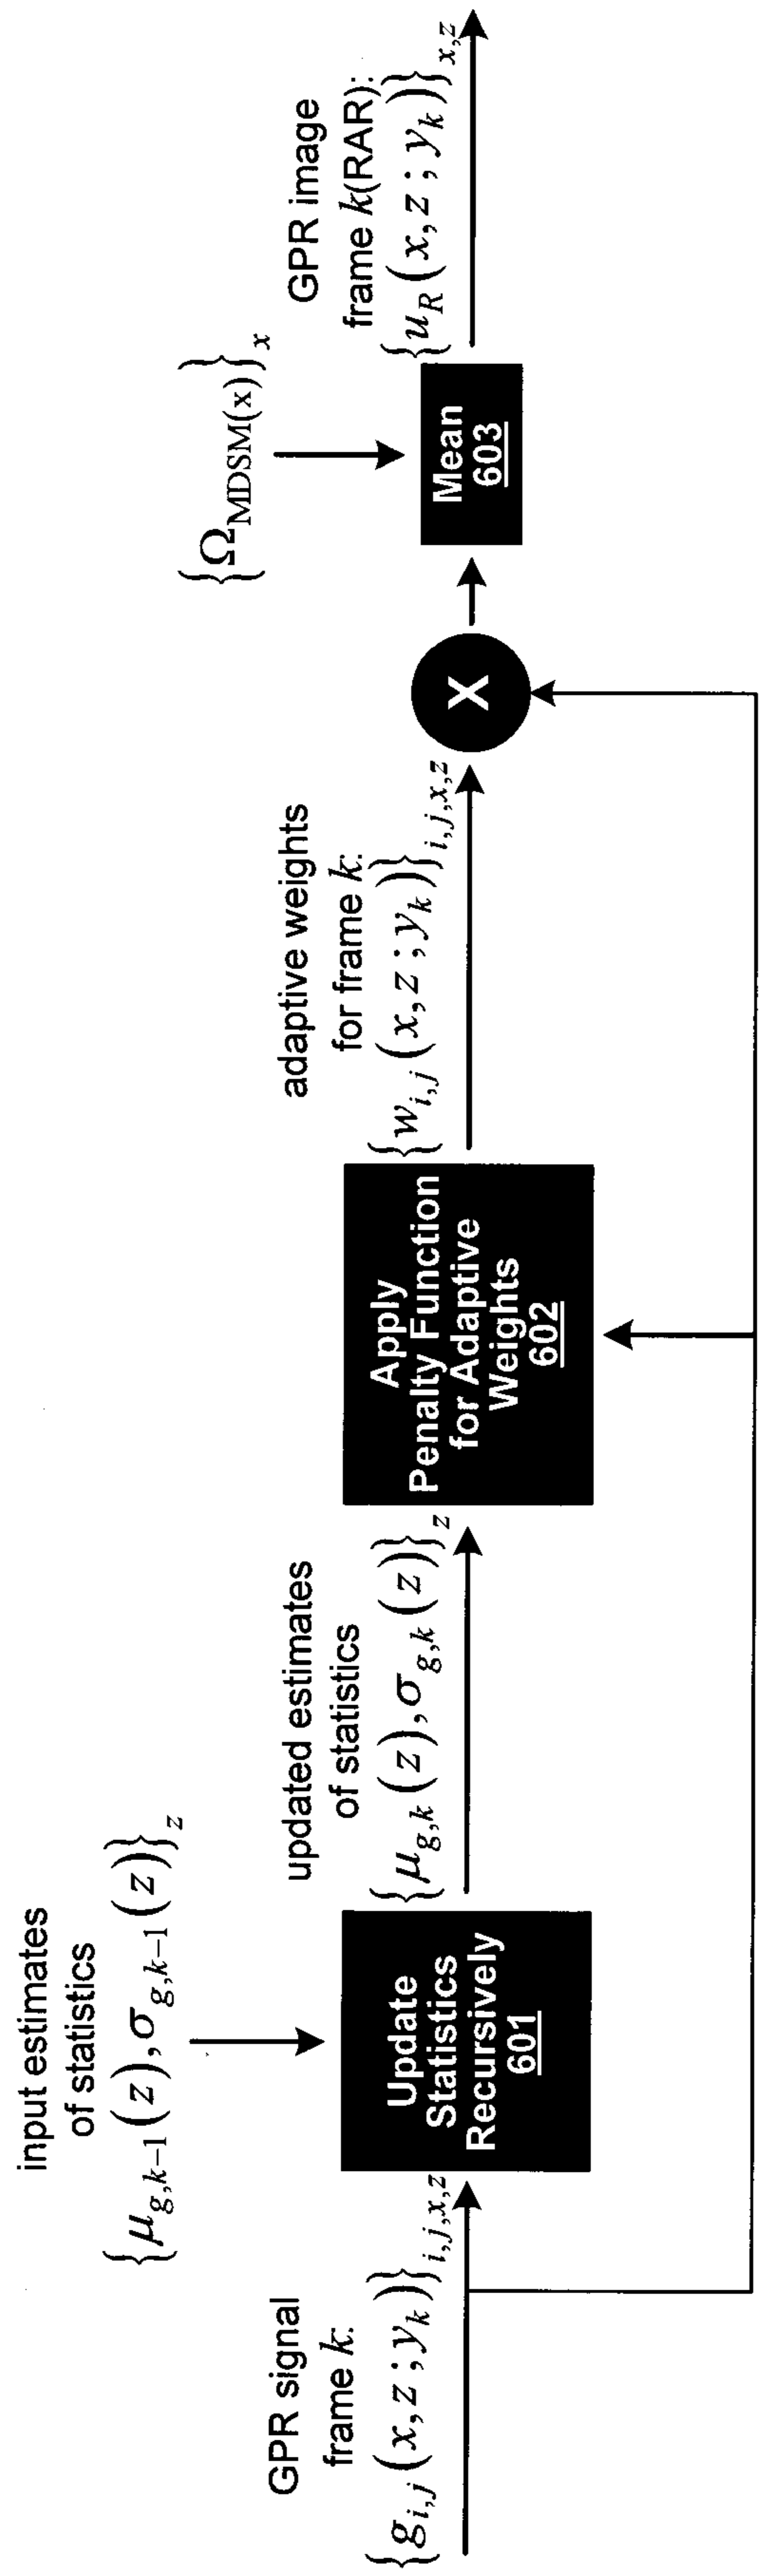 GPR signal
frame k:
{g_{i,j}(x,z;y_k)}_{i,j,x,z}
input estimates
of statistics
{μ_{g,k−1}(z),σ_{g,k−1}(z)}_z
Update
Statistics
Recursively
601
updated estimates
of statistics
{μ_{g,k}(z),σ_{g,k}(z)}_z
Apply
Penalty Function
for Adaptive
Weights
602
adaptive weights
for frame k:
{w_{i,j}(x,z;y_k)}_{i,j,x,z}
X
{Ω_{MDSM(x)}}_x
Mean
603
GPR image
frame k(RAR):
{u_R(x,z;y_k)}_{x,z}